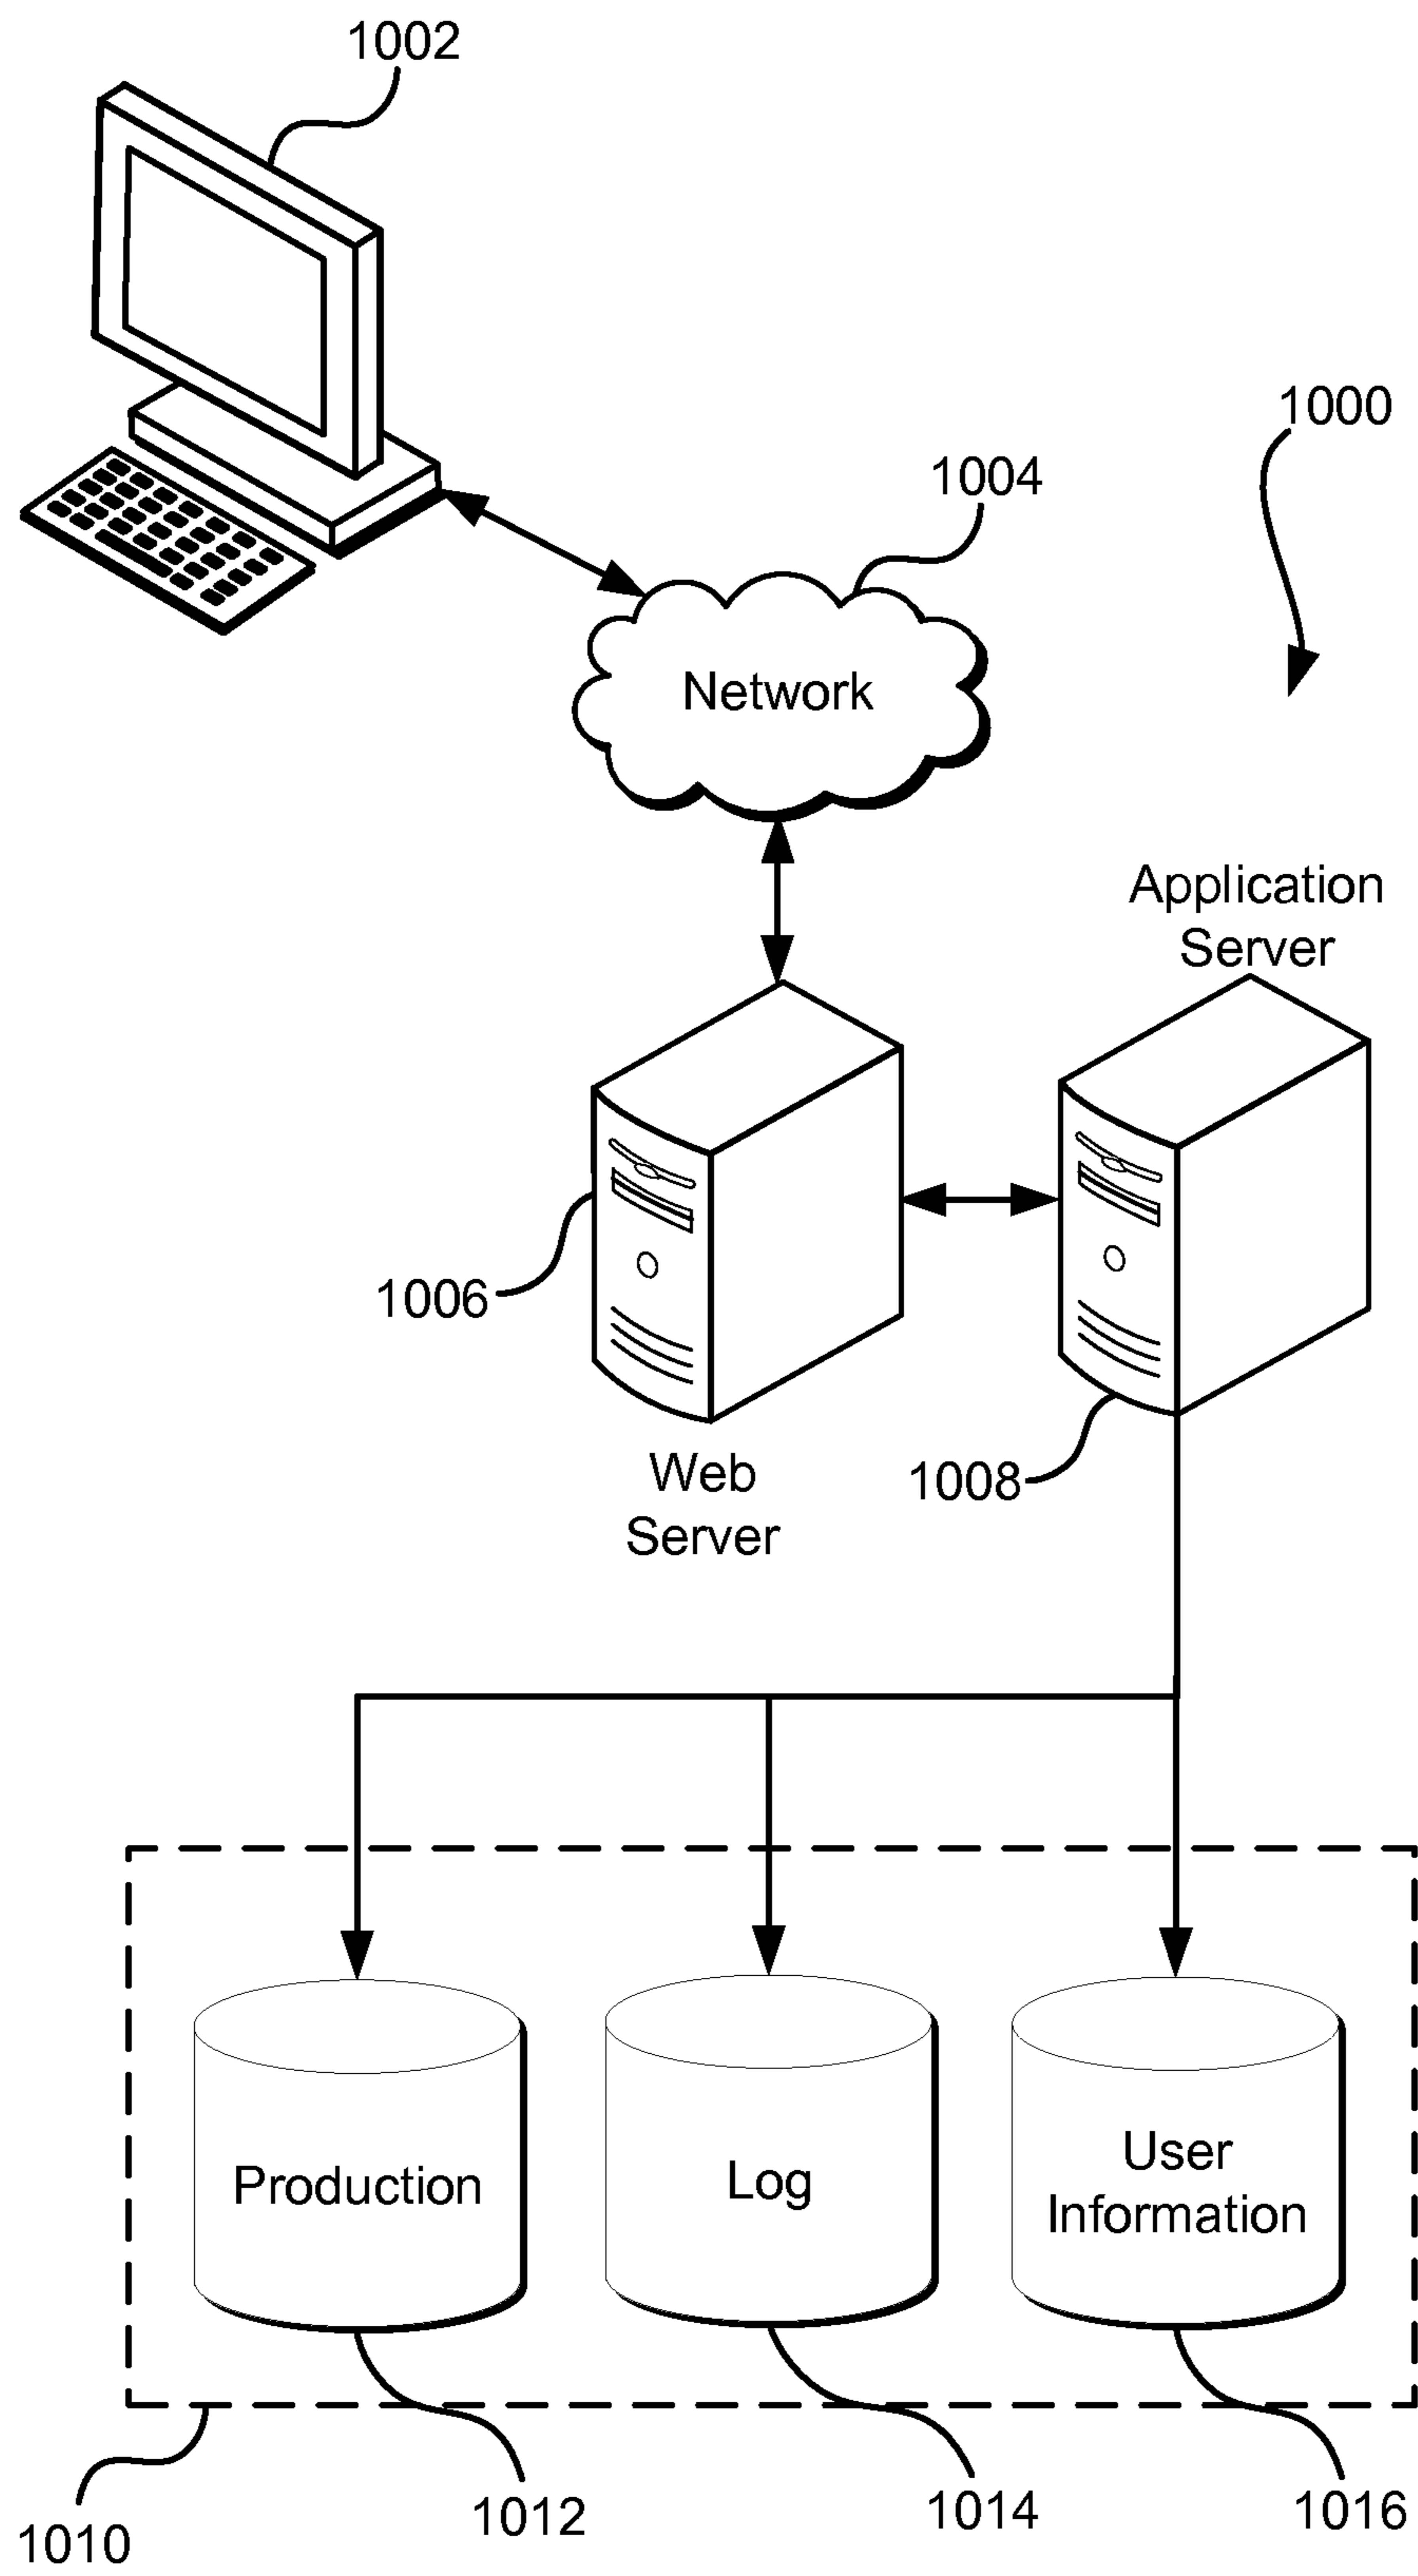 1002
1000
1004
Network
Application
Server
1006
Web
Server
1008
Production
Log
User
Information
1010
1012
1014
1016